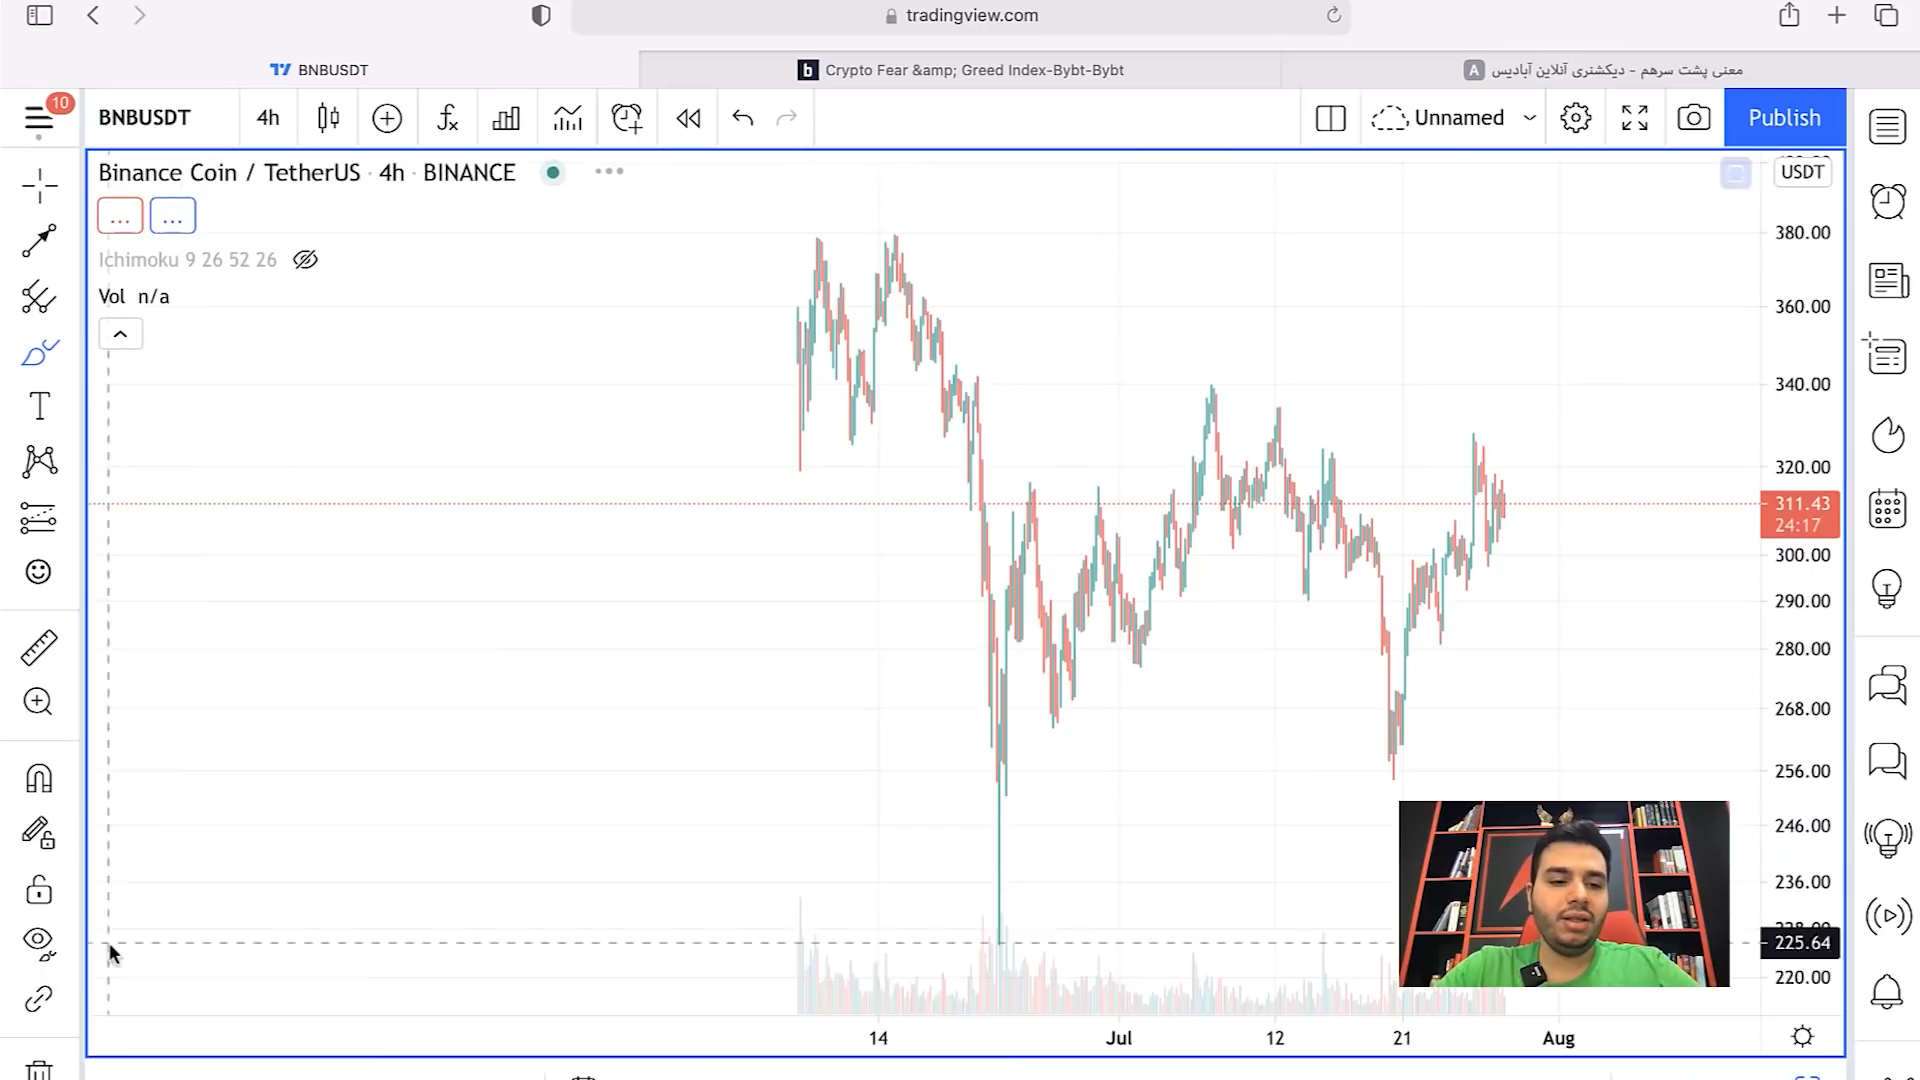 tradingview.com
BNBUSDT
Crypto Fear &amp; Greed Index-Bybt-Bybt
معنی پشت سرهم - دیکشنری آنلاین آبادیس
10
BNBUSDT
4h
Unnamed
Publish
Binance Coin / TetherUS · 4h · BINANCE
USDT
Ichimoku 9 26 52 26
Vol n/a
380.00
360.00
340.00
320.00
311.43
24:17
300.00
290.00
280.00
268.00
256.00
246.00
236.00
225.64
220.00
14
Jul
12
21
Aug